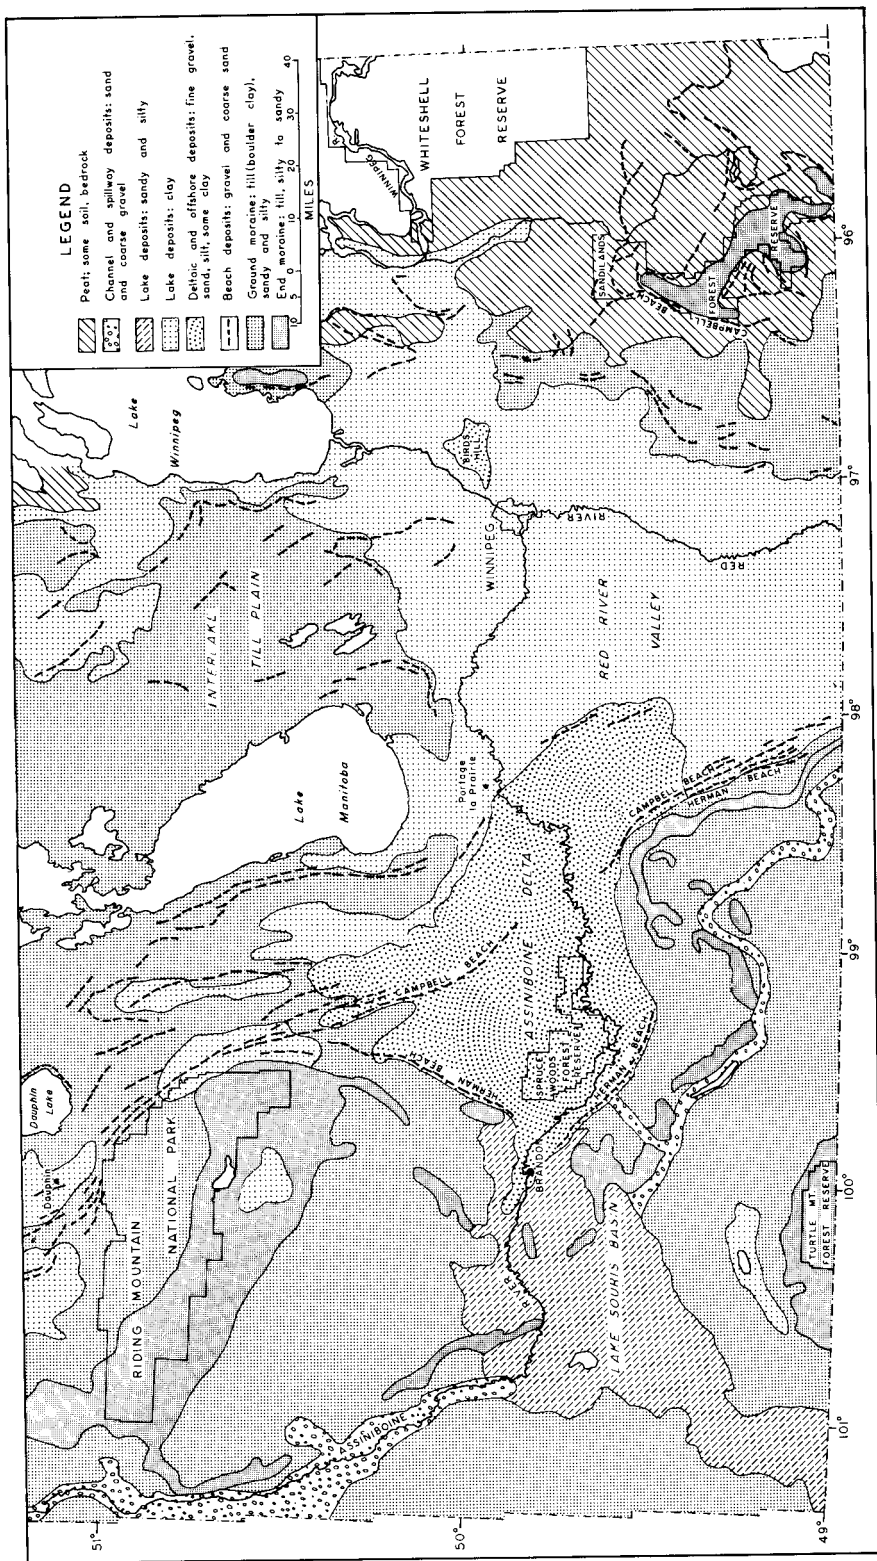 LEGEND
Peat; some soil, bedrock
Channel and spillway deposits: sand
and coarse gravel
Lake deposits: sandy and silty
Lake deposits: clay
Deltaic and offshore deposits: fine gravel,
sand, silt, some clay
Beach deposits: gravel and coarse sand
Ground moraine: till (boulder clay),
sandy and silty
End moraine: till, silty to sandy
10 5 0 10 20 30 40
MILES
51°
Dauphin
Lake
Dauphin
RIDING MOUNTAIN
NATIONAL PARK
Lake
Manitoba
INTERLAKE
TILL PLAIN
Lake
Winnipeg
WINNIPEG
WHITESHELL
FOREST
RESERVE
ASSINIBOINE
RIVER
50°
HERMAN BEACH
CAMPBELL BEACH
Portage
la Prairie
WINNIPEG
BIRDS
HILL
BRANDON
SPRUCE
WOODS
FOREST
RESERVE
ASSINIBOINE DELTA
HERMAN BEACH
RED RIVER
VALLEY
RED
RIVER
SANDILANDS
FOREST
RESERVE
CAMPBELL
BEACH
LAKE SOURIS BASIN
CAMPBELL BEACH
HERMAN BEACH
TURTLE MT.
FOREST RESERVE
49°
101°
100°
99°
98°
97°
96°